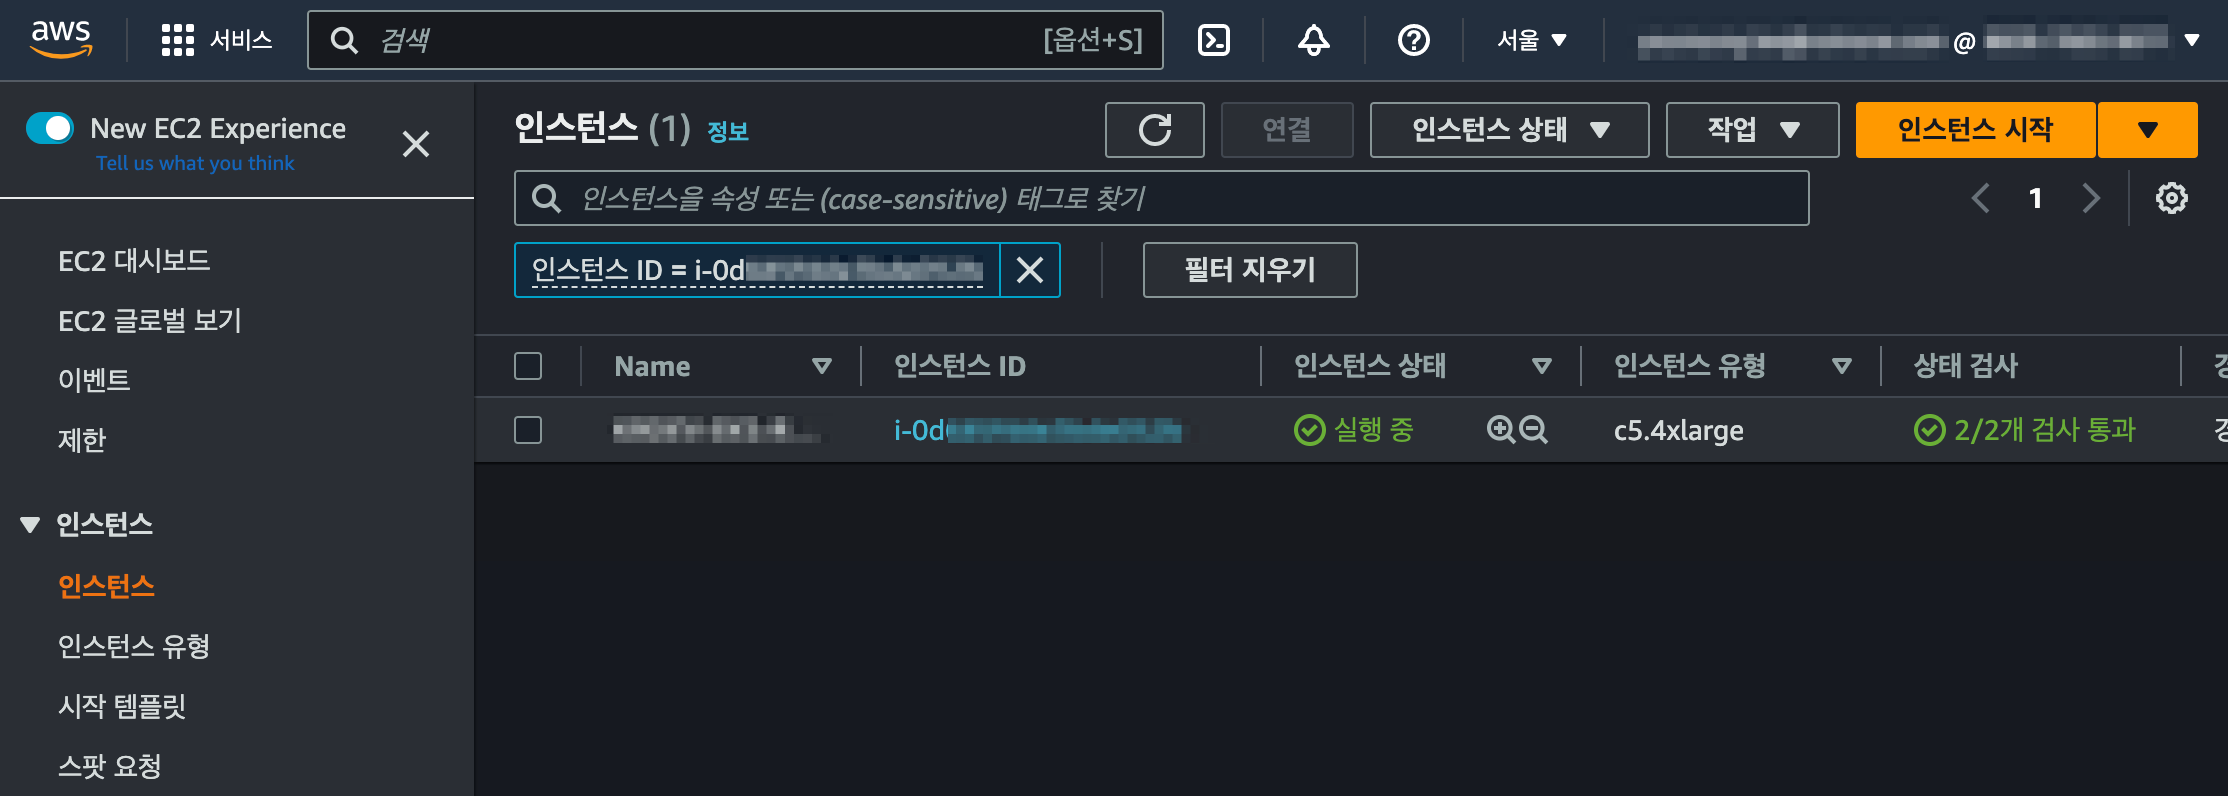 aws 서비스 검색 [옵션+S] 서울 @
New EC2 Experience
Tell us what you think
EC2 대시보드
EC2 글로벌 보기
이벤트
제한
인스턴스
인스턴스
인스턴스 유형
시작 템플릿
스팟 요청
인스턴스 (1) 정보 연결 인스턴스 상태 작업 인스턴스 시작
인스턴스을 속성 또는 (case-sensitive) 태그로 찾기 1
인스턴스 ID = i-0d 필터 지우기
Name 인스턴스 ID 인스턴스 상태 인스턴스 유형 상태 검사
i-0d 실행 중 c5.4xlarge 2/2개 검사 통과